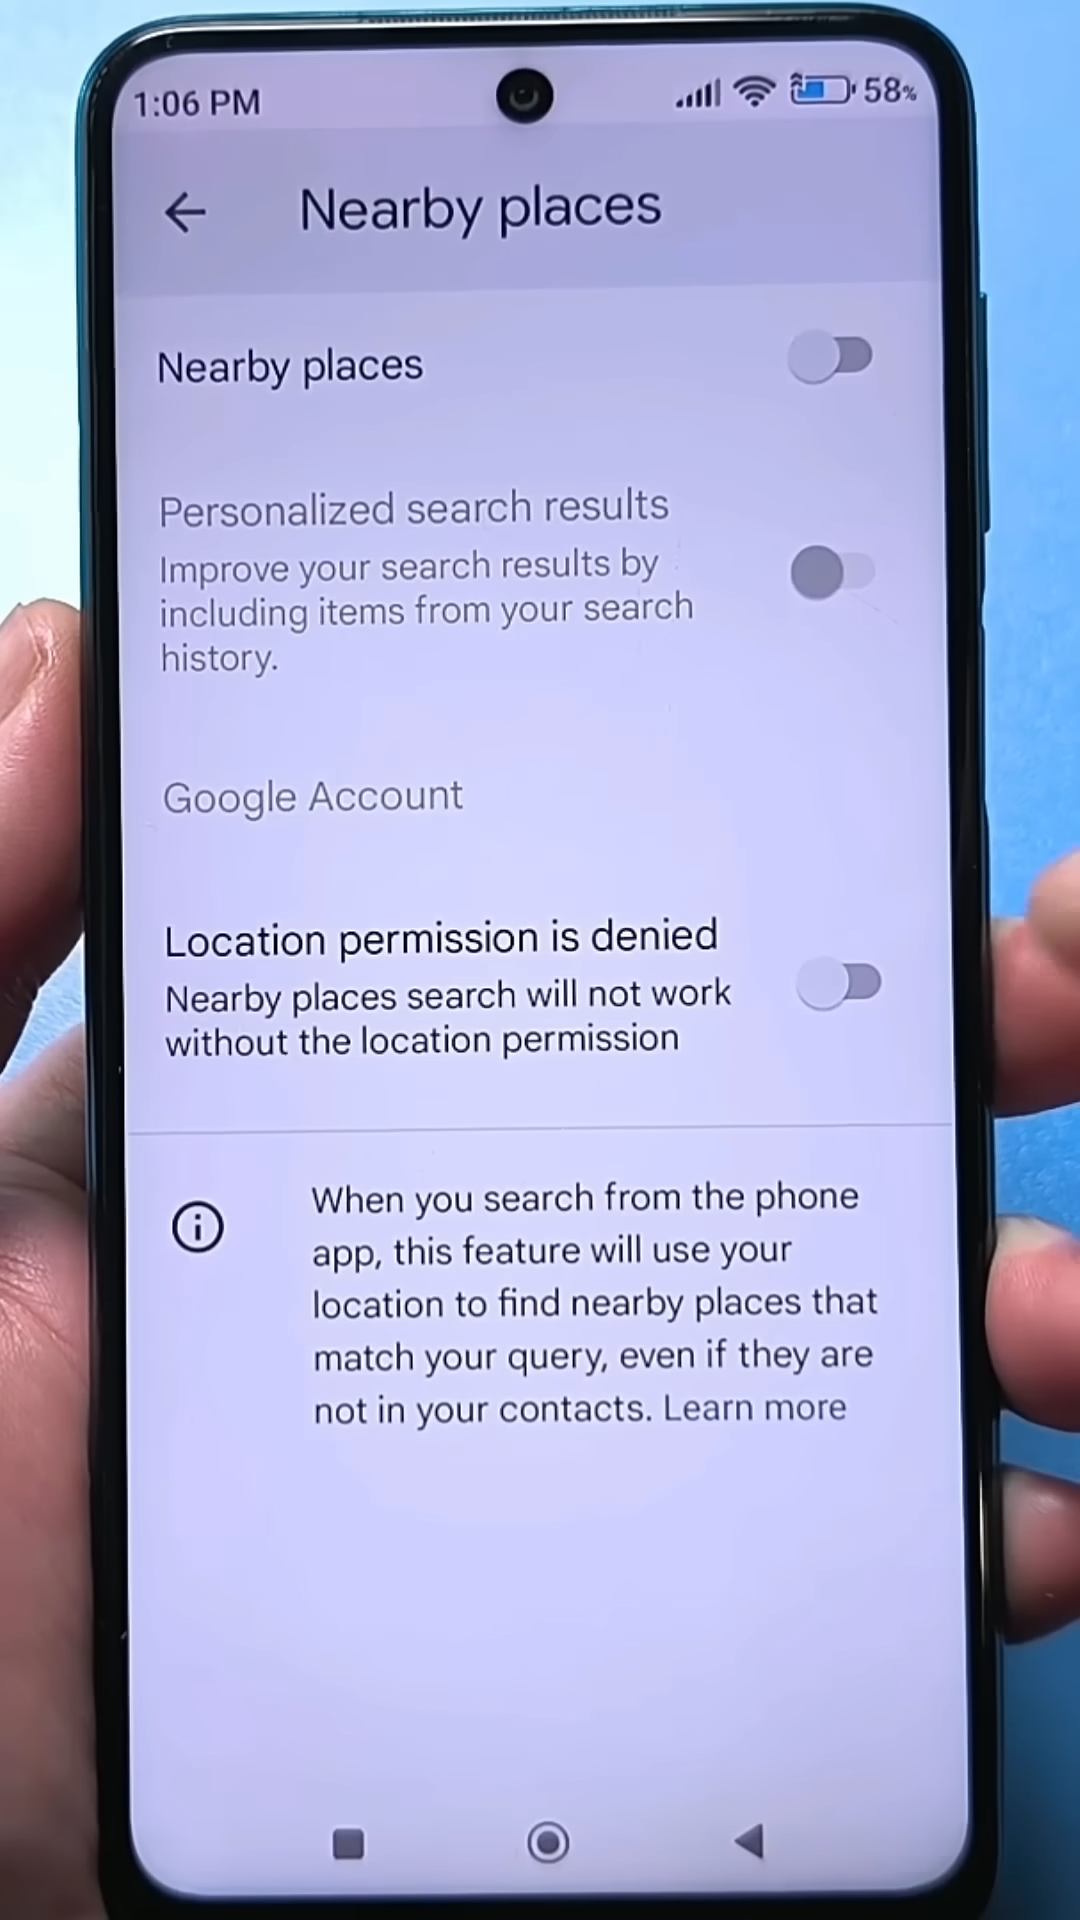 1:06 PM 58%
Nearby places
Nearby places
Personalized search results
Improve your search results by
including items from your search
history.
Google Account
Location permission is denied
Nearby places search will not work
without the location permission
When you search from the phone
app, this feature will use your
location to find nearby places that
match your query, even if they are
not in your contacts. Learn more